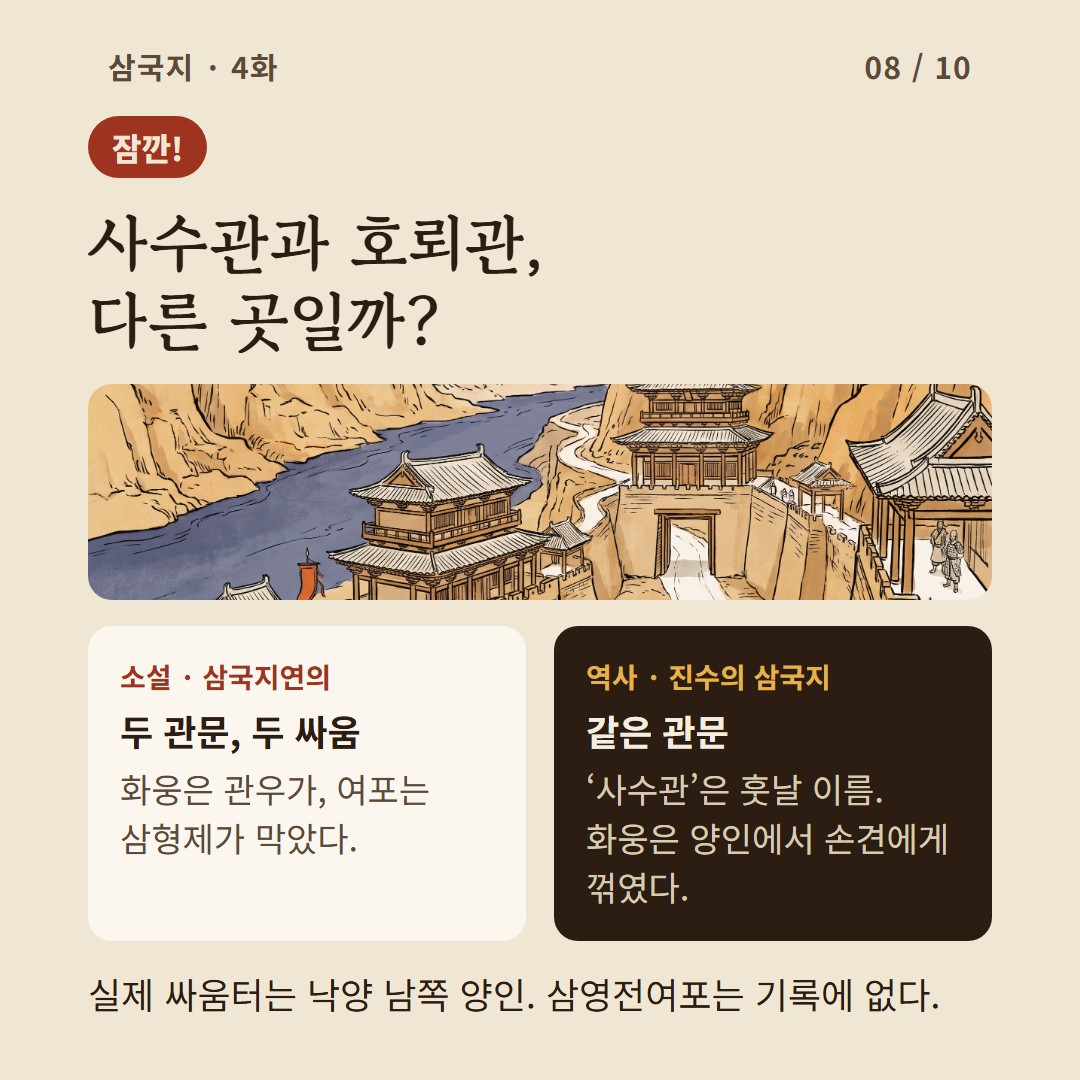 삼국지 · 4화
08 / 10
잠깐!
사수관과 호뢰관,
다른 곳일까?
소설 · 삼국지연의
두 관문, 두 싸움
화웅은 관우가, 여포는
삼형제가 막았다.
역사 · 진수의 삼국지
같은 관문
‘사수관’은 훗날 이름.
화웅은 양인에서 손견에게
꺾였다.
실제 싸움터는 낙양 남쪽 양인. 삼영전여포는 기록에 없다.